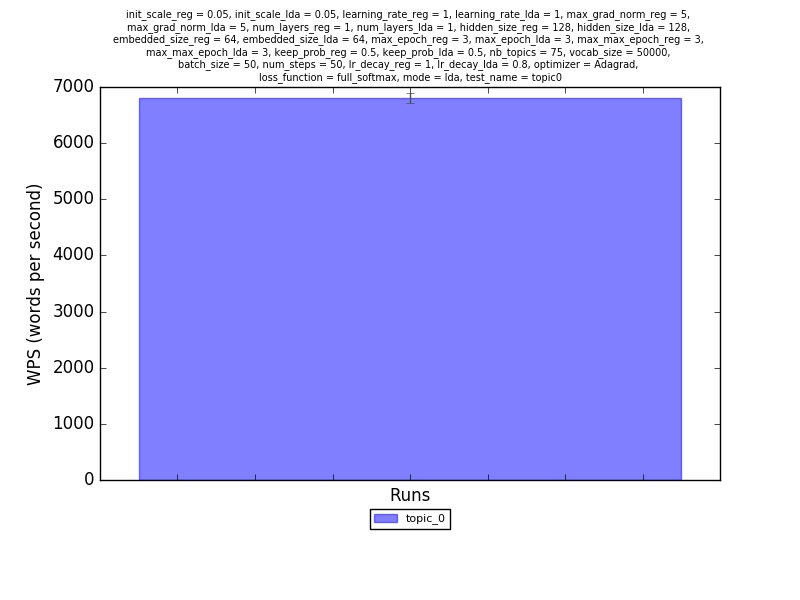 init_scale_reg = 0.05, init_scale_lda = 0.05, learning_rate_reg = 1, learning_rate_lda = 1, max_grad_norm_reg = 5,
max_grad_norm_lda = 5, num_layers_reg = 1, num_layers_lda = 1, hidden_size_reg = 128, hidden_size_lda = 128,
embedded_size_reg = 64, embedded_size_lda = 64, max_epoch_reg = 3, max_epoch_lda = 3, max_max_epoch_reg = 3,
max_max_epoch_lda = 3, keep_prob_reg = 0.5, keep_prob_lda = 0.5, nb topics = 75, vocab_size = 50000,
batch_size = 50, num_steps = 50, lr_decay_reg = 1, lr_decay_lda = 0.8, optimizer = Adagrad,
loss_function = full_softmax, mode = lda, test_name = topic0
7000
6000
5000
4000
3000
2000
1000
0
WPS (words per second)
Runs
topic_0